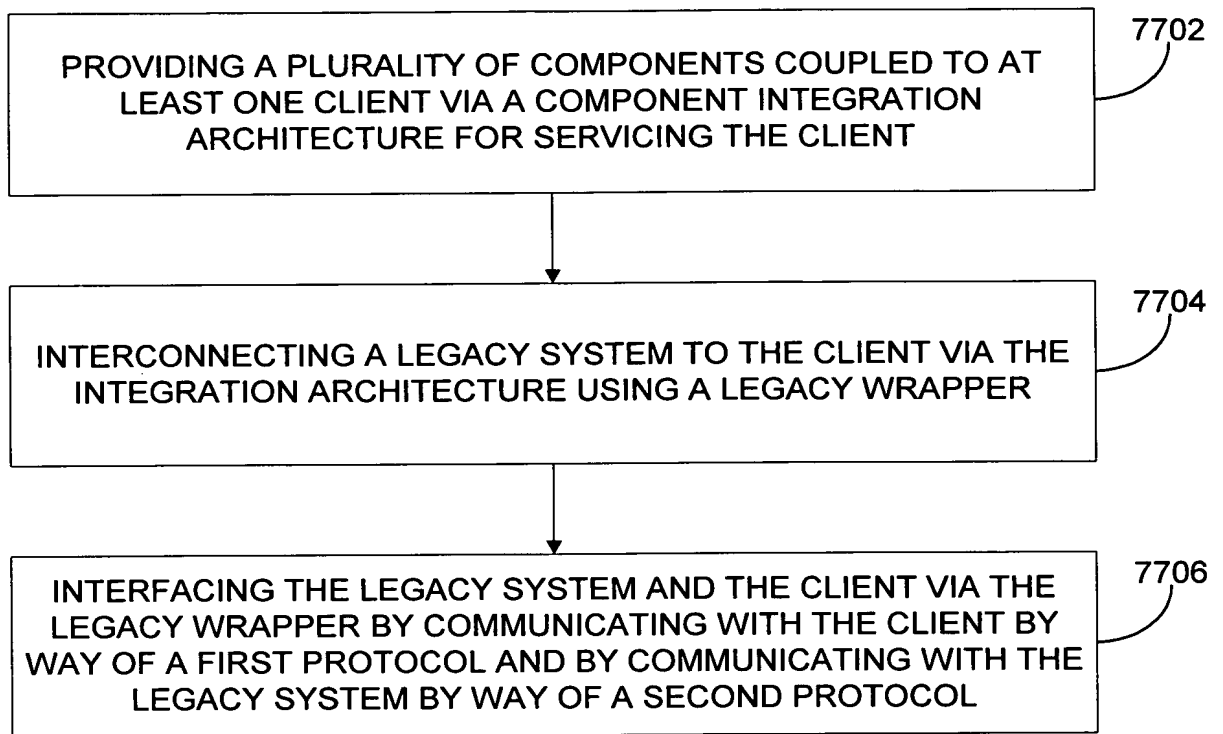 7702
PROVIDING A PLURALITY OF COMPONENTS COUPLED TO AT
LEAST ONE CLIENT VIA A COMPONENT INTEGRATION
ARCHITECTURE FOR SERVICING THE CLIENT
7704
INTERCONNECTING A LEGACY SYSTEM TO THE CLIENT VIA THE
INTEGRATION ARCHITECTURE USING A LEGACY WRAPPER
7706
INTERFACING THE LEGACY SYSTEM AND THE CLIENT VIA THE
LEGACY WRAPPER BY COMMUNICATING WITH THE CLIENT BY
WAY OF A FIRST PROTOCOL AND BY COMMUNICATING WITH THE
LEGACY SYSTEM BY WAY OF A SECOND PROTOCOL